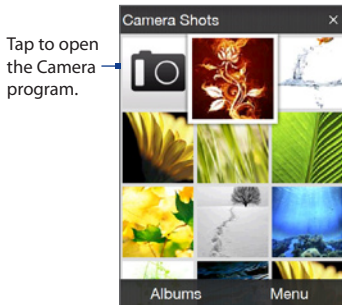 Camera Shots ×
Tap to open
the Camera
program.
Albums Menu